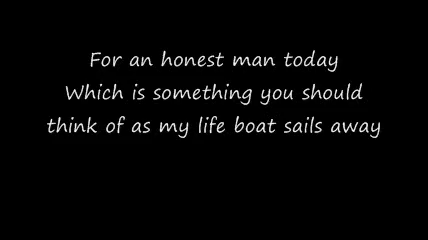 For an honest man today
Which is something you should
think of as my life boat sails away